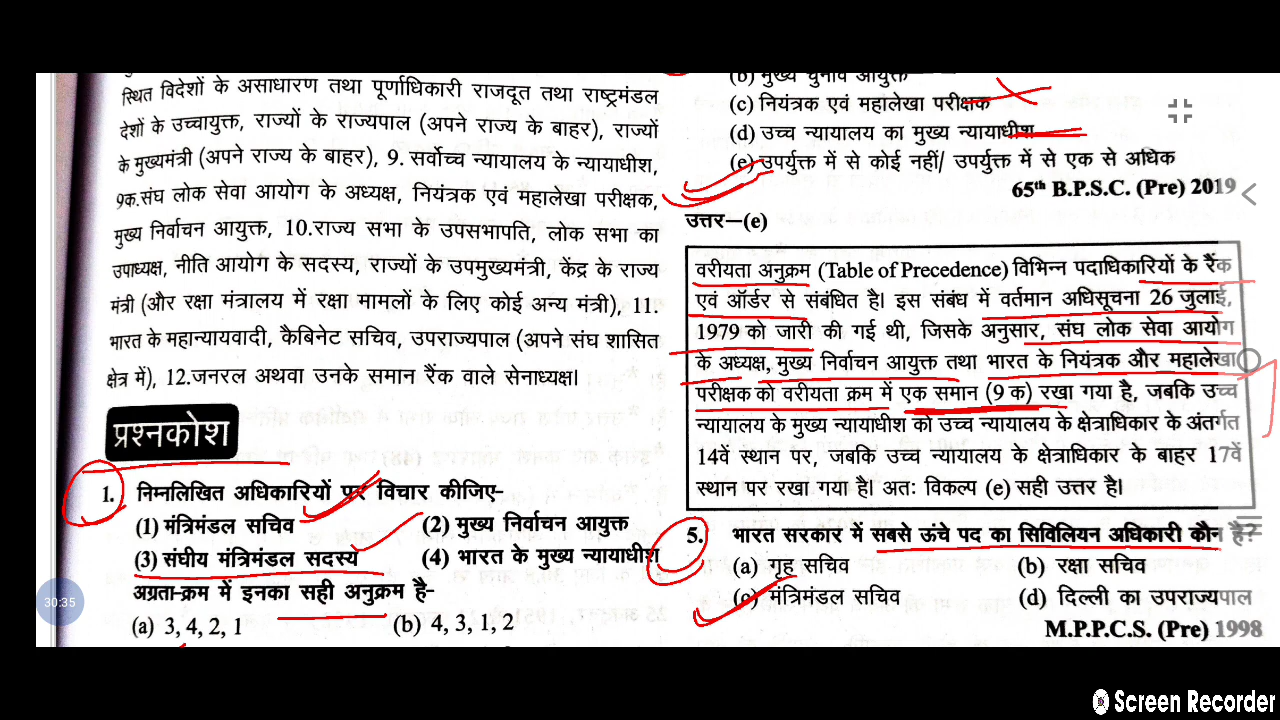 स्थित विदेशों के असाधारण तथा पूर्णाधिकारी राजदूत तथा राष्ट्रमंडल
देशों के उच्चायुक्त, राज्यों के राज्यपाल (अपने राज्य के बाहर), राज्यों
के मुख्यमंत्री (अपने राज्य के बाहर), 9. सर्वोच्च न्यायालय के न्यायाधीश,
9क.संघ लोक सेवा आयोग के अध्यक्ष, नियंत्रक एवं महालेखा परीक्षक,
मुख्य निर्वाचन आयुक्त, 10.राज्य सभा के उपसभापति, लोक सभा का
उपाध्यक्ष, नीति आयोग के सदस्य, राज्यों के उपमुख्यमंत्री, केंद्र के राज्य
मंत्री (और रक्षा मंत्रालय में रक्षा मामलों के लिए कोई अन्य मंत्री), 11.
भारत के महान्यायवादी, कैबिनेट सचिव, उपराज्यपाल (अपने संघ शासित
क्षेत्र में), 12.जनरल अथवा उनके समान रैंक वाले सेनाध्यक्ष।
प्रश्नकोश
1. निम्नलिखित अधिकारियों पर विचार कीजिए-
(1) मंत्रिमंडल सचिव (2) मुख्य निर्वाचन आयुक्त
(3) संघीय मंत्रिमंडल सदस्य (4) भारत के मुख्य न्यायाधीश
अग्रता-क्रम में इनका सही अनुक्रम है-
(a) 3, 4, 2, 1 (b) 4, 3, 1, 2
(b) मुख्य चुनाव आयुक्त
(c) नियंत्रक एवं महालेखा परीक्षक
(d) उच्च न्यायालय का मुख्य न्यायाधीश
(e) उपर्युक्त में से कोई नहीं/ उपर्युक्त में से एक से अधिक
65th B.P.S.C. (Pre) 2019
उत्तर—(e)
वरीयता अनुक्रम (Table of Precedence) विभिन्न पदाधिकारियों के रैंक
एवं ऑर्डर से संबंधित है। इस संबंध में वर्तमान अधिसूचना 26 जुलाई,
1979 को जारी की गई थी, जिसके अनुसार, संघ लोक सेवा आयोग
के अध्यक्ष, मुख्य निर्वाचन आयुक्त तथा भारत के नियंत्रक और महालेखा
परीक्षक को वरीयता क्रम में एक समान (9 क) रखा गया है, जबकि उच्च
न्यायालय के मुख्य न्यायाधीश को उच्च न्यायालय के क्षेत्राधिकार के अंतर्गत
14वें स्थान पर, जबकि उच्च न्यायालय के क्षेत्राधिकार के बाहर 17वें
स्थान पर रखा गया है। अतः विकल्प (e) सही उत्तर है।
5. भारत सरकार में सबसे ऊंचे पद का सिविलियन अधिकारी कौन है?
(a) गृह सचिव (b) रक्षा सचिव
(c) मंत्रिमंडल सचिव (d) दिल्ली का उपराज्यपाल
M.P.P.C.S. (Pre) 1998
30:35
Screen Recorder